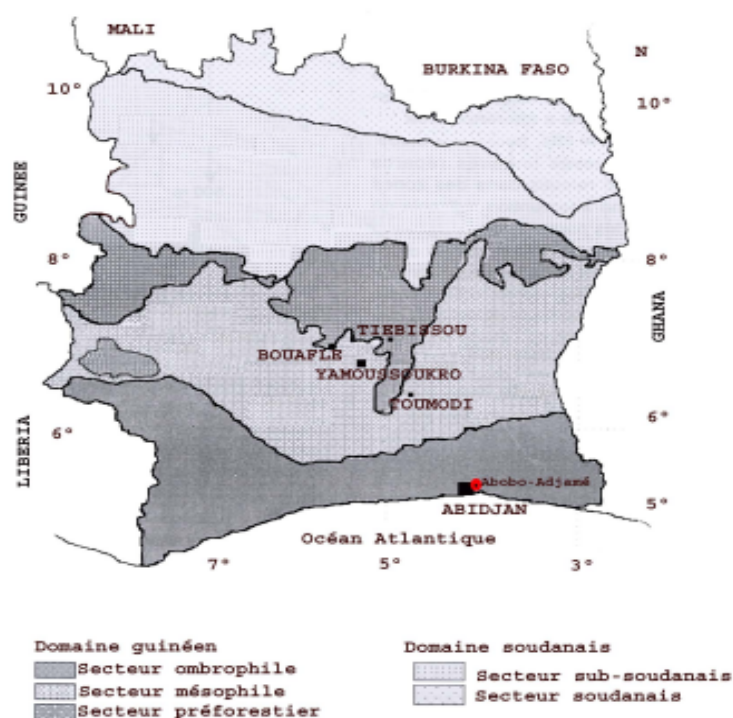 MALI
N
BURKINA FASO
10°
10°
GUINEE
8°
8°
GHANA
TIEBISSOU
BOUAFLE
YAMOUSSOUKRO
TOUMODI
6°
6°
LIBERIA
Abobo-Adjamé
5°
ABIDJAN
Océan Atlantique
7°
5°
3°
Domaine guinéen
Secteur ombrophile
Secteur mésophile
Secteur préforestier
Domaine soudanais
Secteur sub-soudanais
Secteur soudanais